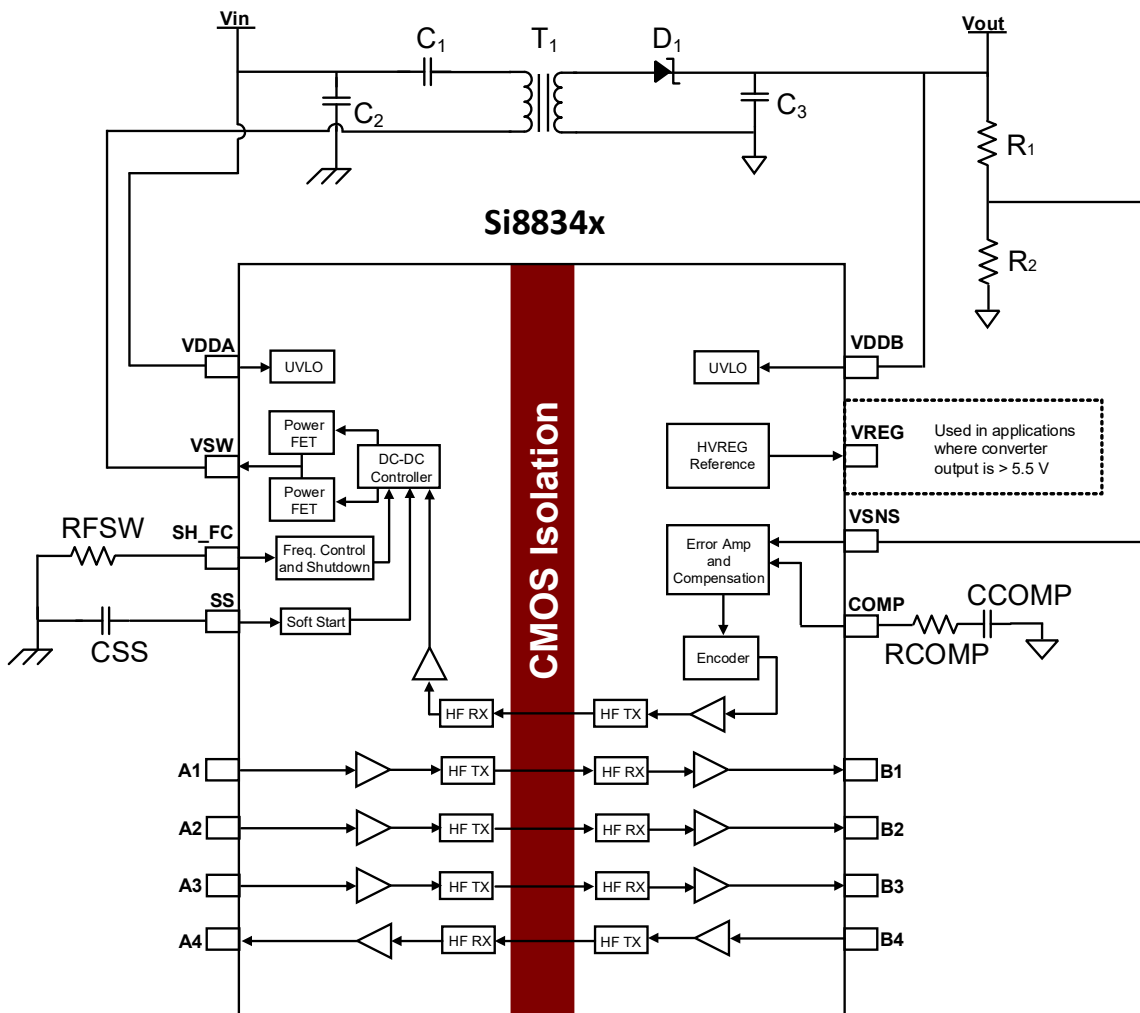 Vin
Vout
C1
T1
D1
C2
C3
R1
R2
Si8834x
VDDA
UVLO
UVLO
VDDB
VSW
Power
FET
Power
FET
DC-DC
Controller
HVREG
Reference
VREG
Used in applications
where converter
output is > 5.5 V
CMOS Isolation
RFSW
SH_FC
Freq. Control
and Shutdown
SS
Soft Start
CSS
VSNS
Error Amp
and
Compensation
COMP
CCOMP
RCOMP
Encoder
HF RX
HF TX
A1
HF TX
HF RX
B1
A2
HF TX
HF RX
B2
A3
HF TX
HF RX
B3
A4
HF RX
HF TX
B4